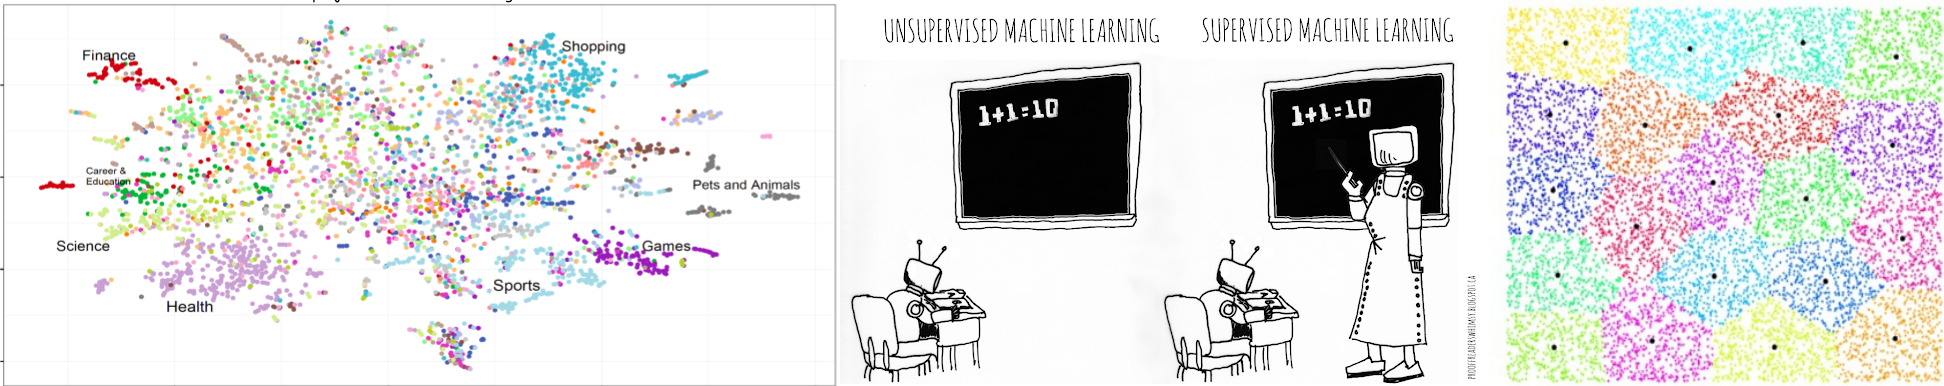 Finance
Shopping
Career &
Education
Pets and Animals
Science
Games
Health
Sports
UNSUPERVISED MACHINE LEARNING
1+1=10
SUPERVISED MACHINE LEARNING
1+1=10
PROOFREADERSWHIMSY.BLOGSPOT.CA